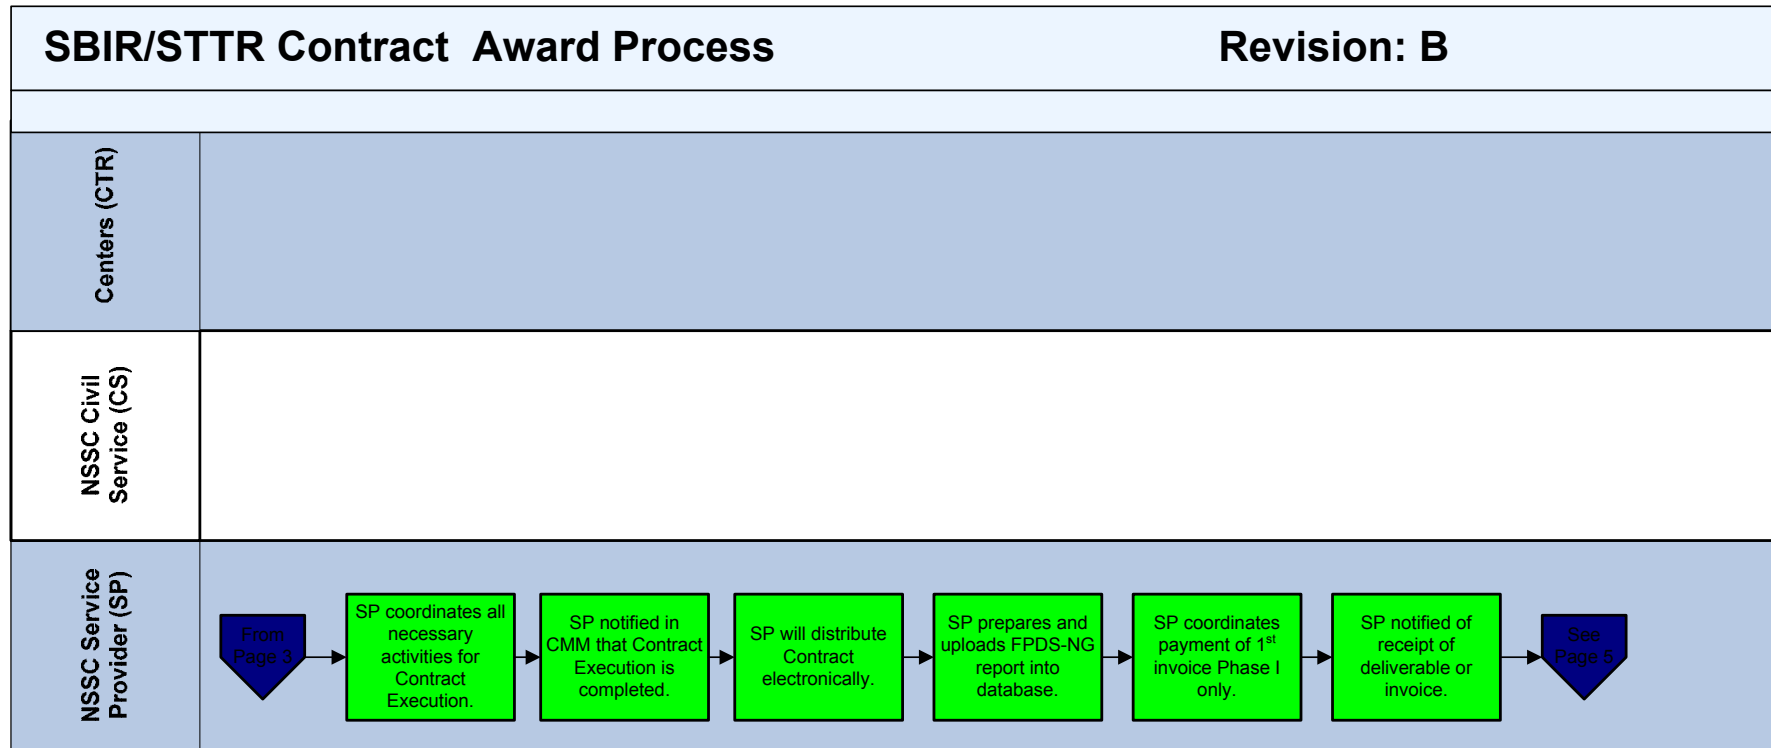 SBIR/STTR Contract Award Process
Revision: B
Centers (CTR)
NSSC Civil
Service (CS)
NSSC Service
Provider (SP)
From
Page 3
SP coordinates all
necessary
activities for
Contract
Execution.
SP notified in
CMM that Contract
Execution is
completed.
SP will distribute
Contract
electronically.
SP prepares and
uploads FPDS-NG
report into
database.
SP coordinates
payment of 1st
invoice Phase I
only.
SP notified of
receipt of
deliverable or
invoice.
See
Page 5